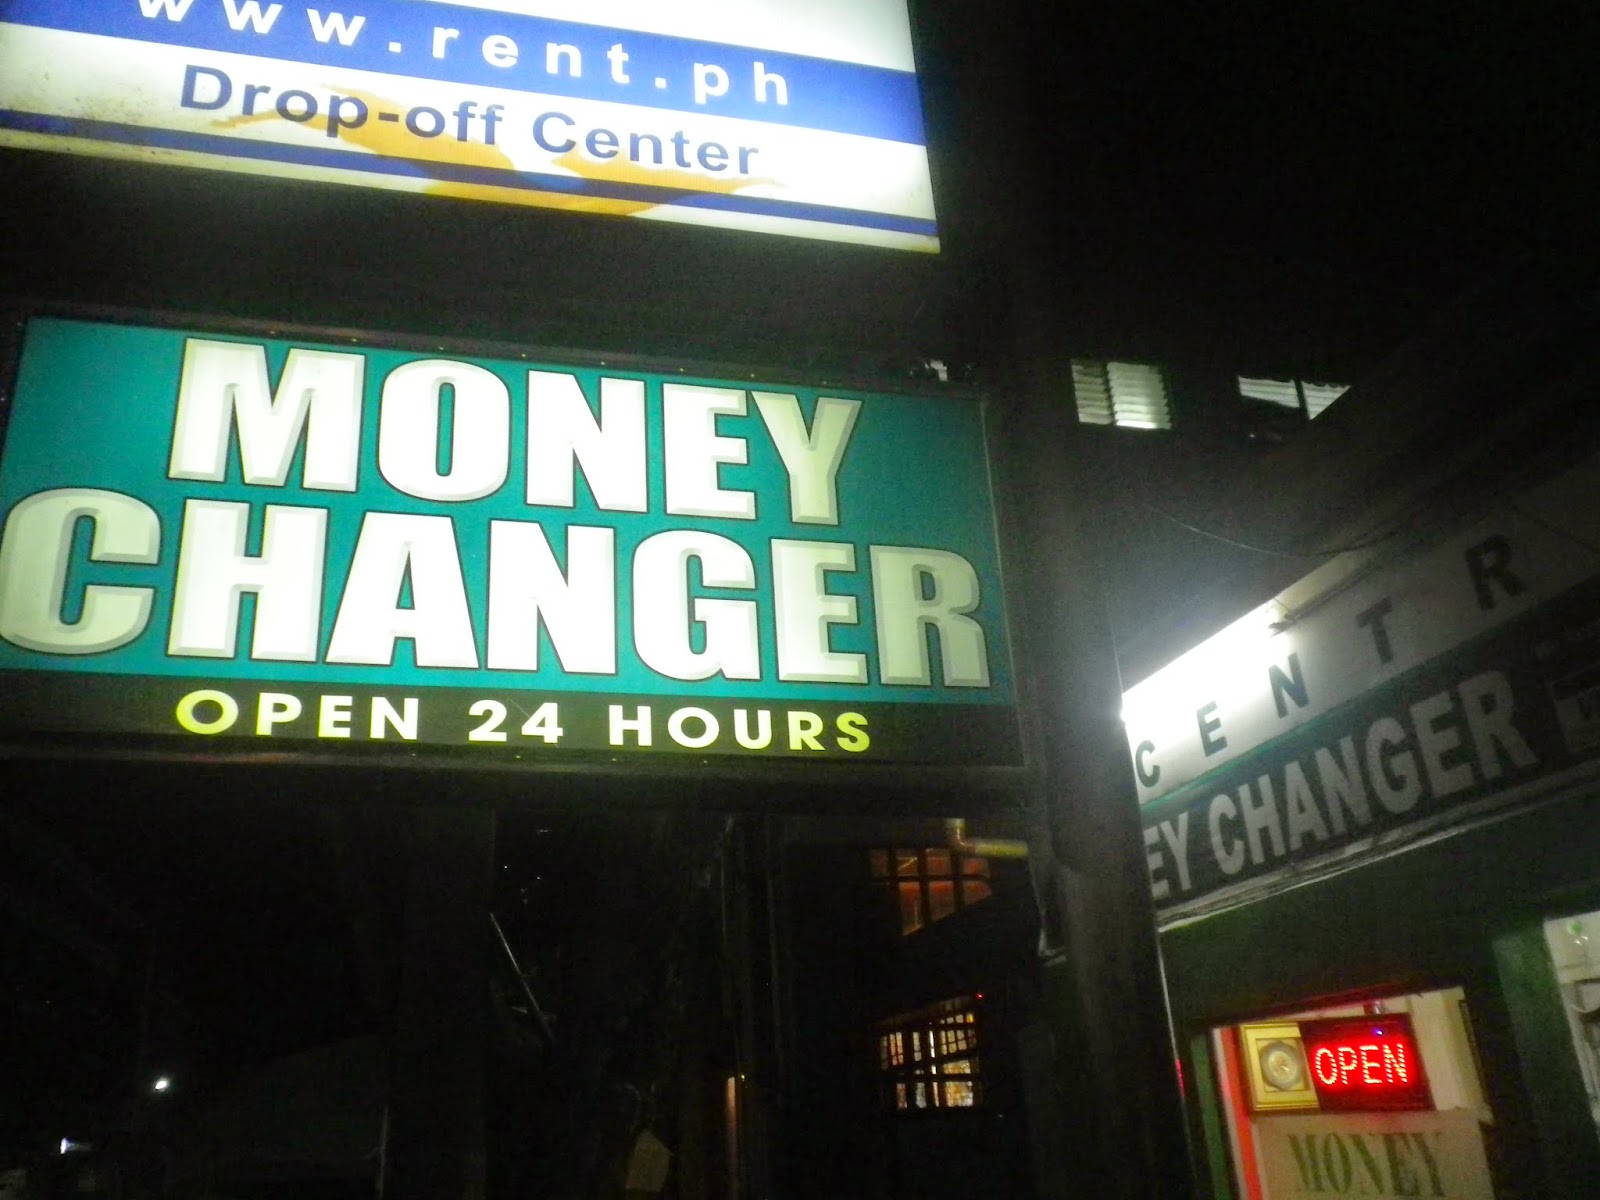 www.rent.ph
Drop-off Center
MONEY
CHANGER
OPEN 24 HOURS
CENTR
EY CHANGER
OPEN
MONEY